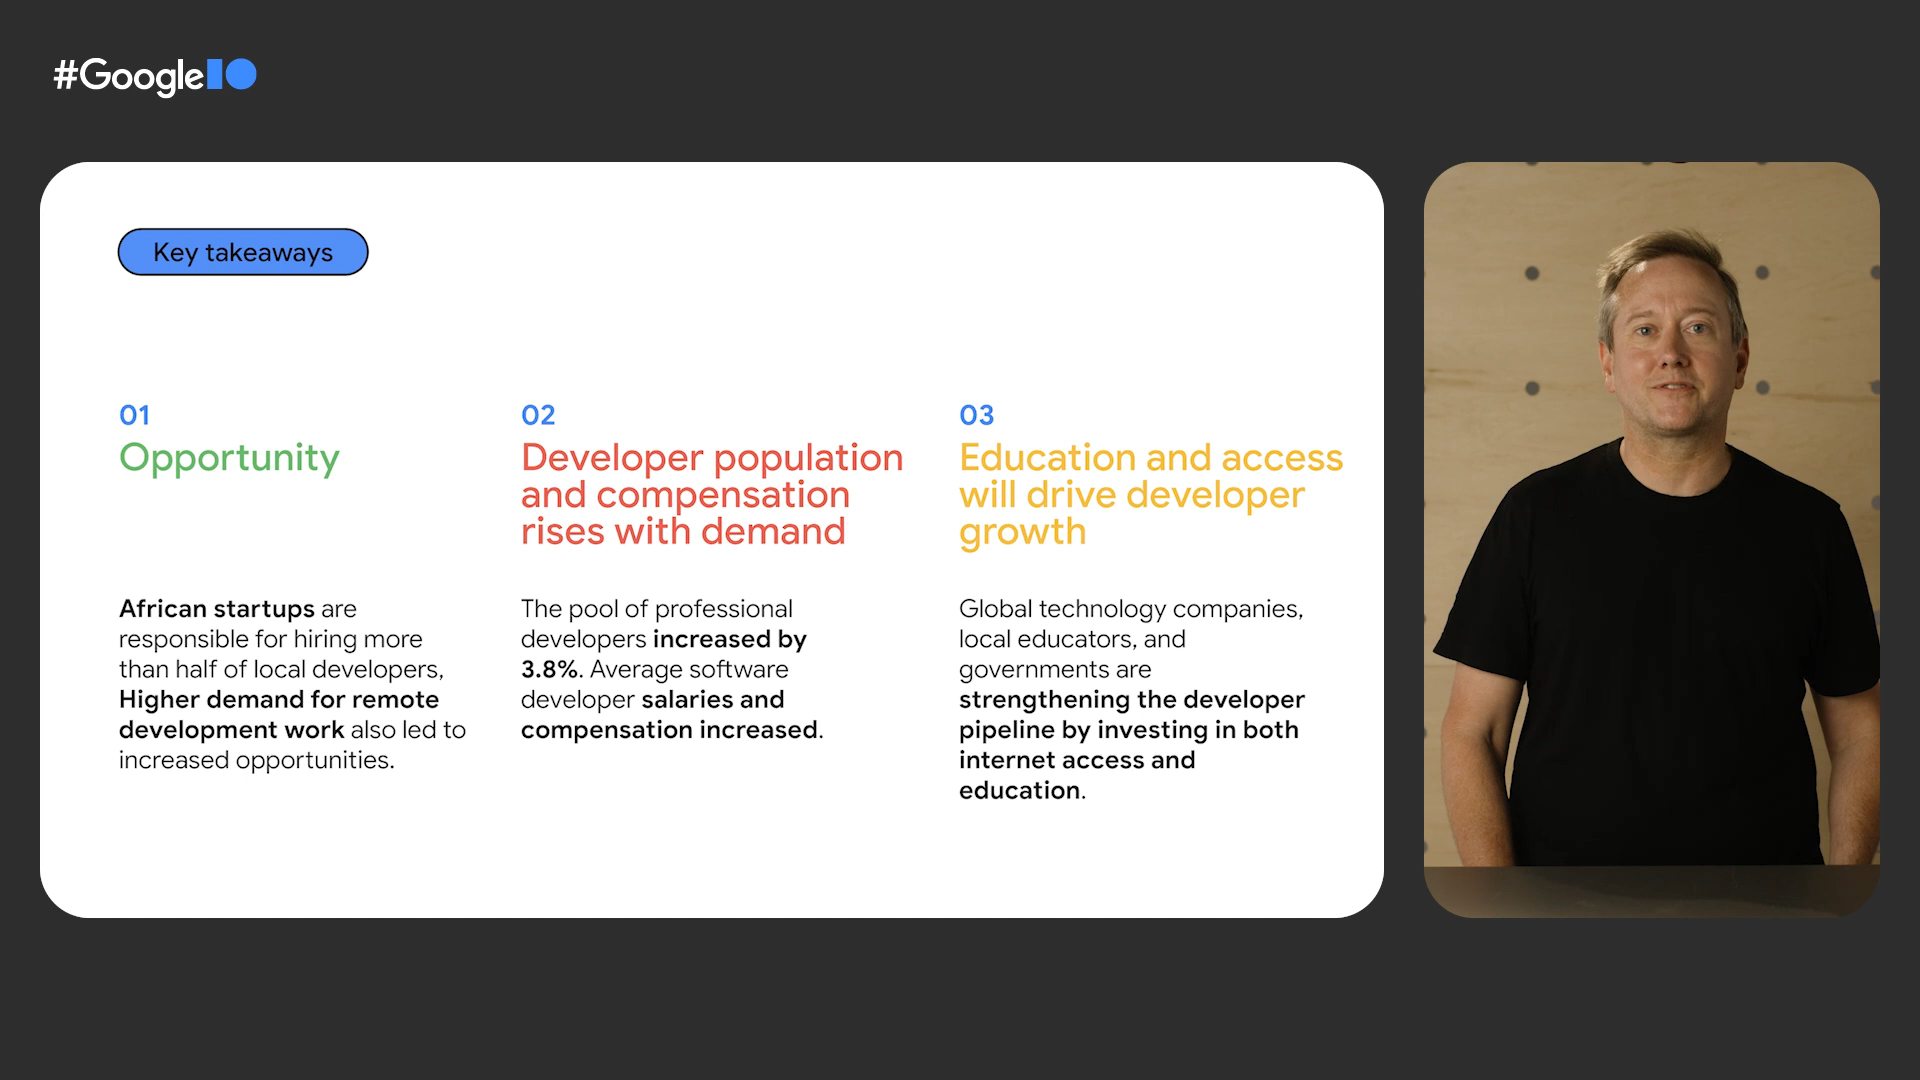 #GoogleIO
Key takeaways
01
Opportunity
African startups are
responsible for hiring more
than half of local developers,
Higher demand for remote
development work also led to
increased opportunities.
02
Developer population
and compensation
rises with demand
The pool of professional
developers increased by
3.8%. Average software
developer salaries and
compensation increased.
03
Education and access
will drive developer
growth
Global technology companies,
local educators, and
governments are
strengthening the developer
pipeline by investing in both
internet access and
education.